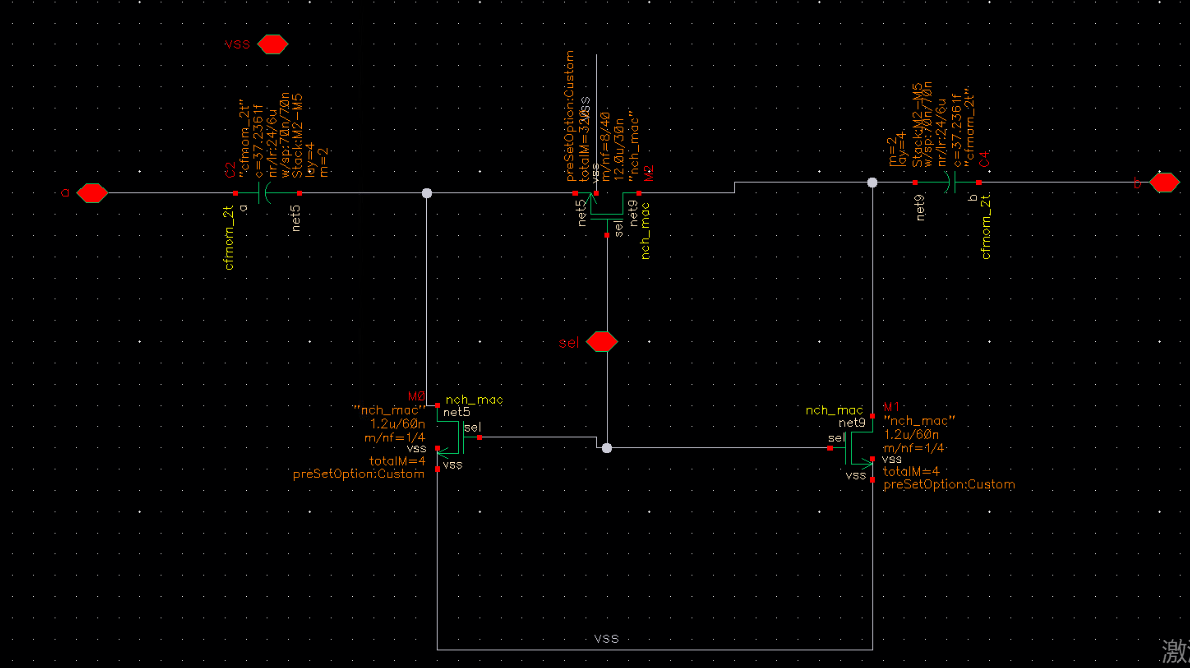 vss
C2
"cfmom_2t"
c=37.2361f
nr/lr:24/6u
w/sp:70n/70n
Stack:M2-M5
lay=4
m=2
preSetOption:Custom
vss
m/nf=8/40
12.0u/30n
"nch_mac"
M2
m=2
lay=4
Stack:M2-M5
w/sp:70n/70n
nr/lr:24/6u
c=37.2361f
"cfmom_2t"
C4
a
a
net5
cfmom_2t
net5
vss
sel
net9
nch_mac
net9
b
cfmom_2t
b
sel
M0
nch_mac
"nch_mac"
net5
1.2u/60n
m/nf=1/4
sel
vss
totalM=4
vss
preSetOption:Custom
M1
nch_mac
"nch_mac"
net9
1.2u/60n
sel
m/nf=1/4
vss
totalM=4
vss
preSetOption:Custom
vss
激